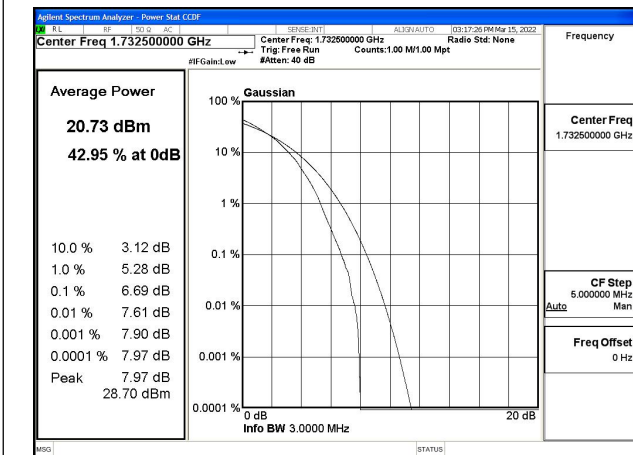 Agilent Spectrum Analyzer - Power Stat CCDF
RL RF 50 Ω AC SENSE:INT ALIGN AUTO 03:17:26 PM Mar 15, 2022
Center Freq 1.732500000 GHz
Center Freq: 1.732500000 GHz Radio Std: None
Trig: Free Run Counts:1.00 M/1.00 Mpt
#IFGain:Low #Atten: 40 dB
Frequency
Average Power
20.73 dBm
42.95 % at 0dB
10.0 % 3.12 dB
1.0 % 5.28 dB
0.1 % 6.69 dB
0.01 % 7.61 dB
0.001 % 7.90 dB
0.0001 % 7.97 dB
Peak 7.97 dB
28.70 dBm
Gaussian
100 %
10 %
1 %
0.1 %
0.01 %
0.001 %
0.0001 %
0 dB 20 dB
Info BW 3.0000 MHz
Center Freq
1.732500000 GHz
CF Step
5.000000 MHz
Auto Man
Freq Offset
0 Hz
MSG STATUS